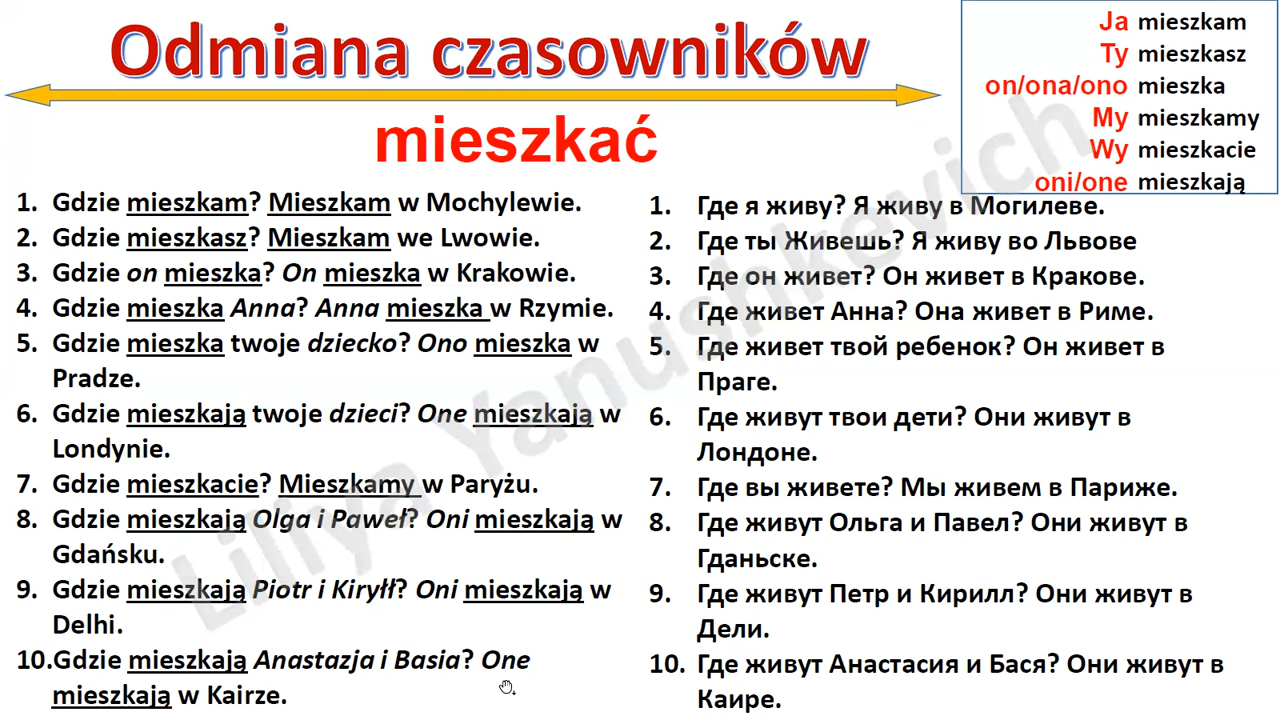 Odmiana czasowników
mieszkać
Ja mieszkam
Ty mieszkasz
on/ona/ono mieszka
My mieszkamy
Wy mieszkacie
oni/one mieszkają
1. Gdzie mieszkam? Mieszkam w Mochylewie.
2. Gdzie mieszkasz? Mieszkam we Lwowie.
3. Gdzie on mieszka? On mieszka w Krakowie.
4. Gdzie mieszka Anna? Anna mieszka w Rzymie.
5. Gdzie mieszka twoje dziecko? Ono mieszka w
Pradze.
6. Gdzie mieszkają twoje dzieci? One mieszkają w
Londynie.
7. Gdzie mieszkacie? Mieszkamy w Paryżu.
8. Gdzie mieszkają Olga i Paweł? Oni mieszkają w
Gdańsku.
9. Gdzie mieszkają Piotr i Kiryłł? Oni mieszkają w
Delhi.
10.Gdzie mieszkają Anastazja i Basia? One
mieszkają w Kairze.
1. Где я живу? Я живу в Могилеве.
2. Где ты Живешь? Я живу во Львове
3. Где он живет? Он живет в Кракове.
4. Где живет Анна? Она живет в Риме.
5. Где живет твой ребенок? Он живет в
Праге.
6. Где живут твои дети? Они живут в
Лондоне.
7. Где вы живете? Мы живем в Париже.
8. Где живут Ольга и Павел? Они живут в
Гданьске.
9. Где живут Петр и Кирилл? Они живут в
Дели.
10. Где живут Анастасия и Бася? Они живут в
Каире.
Liliya Yanushkevich